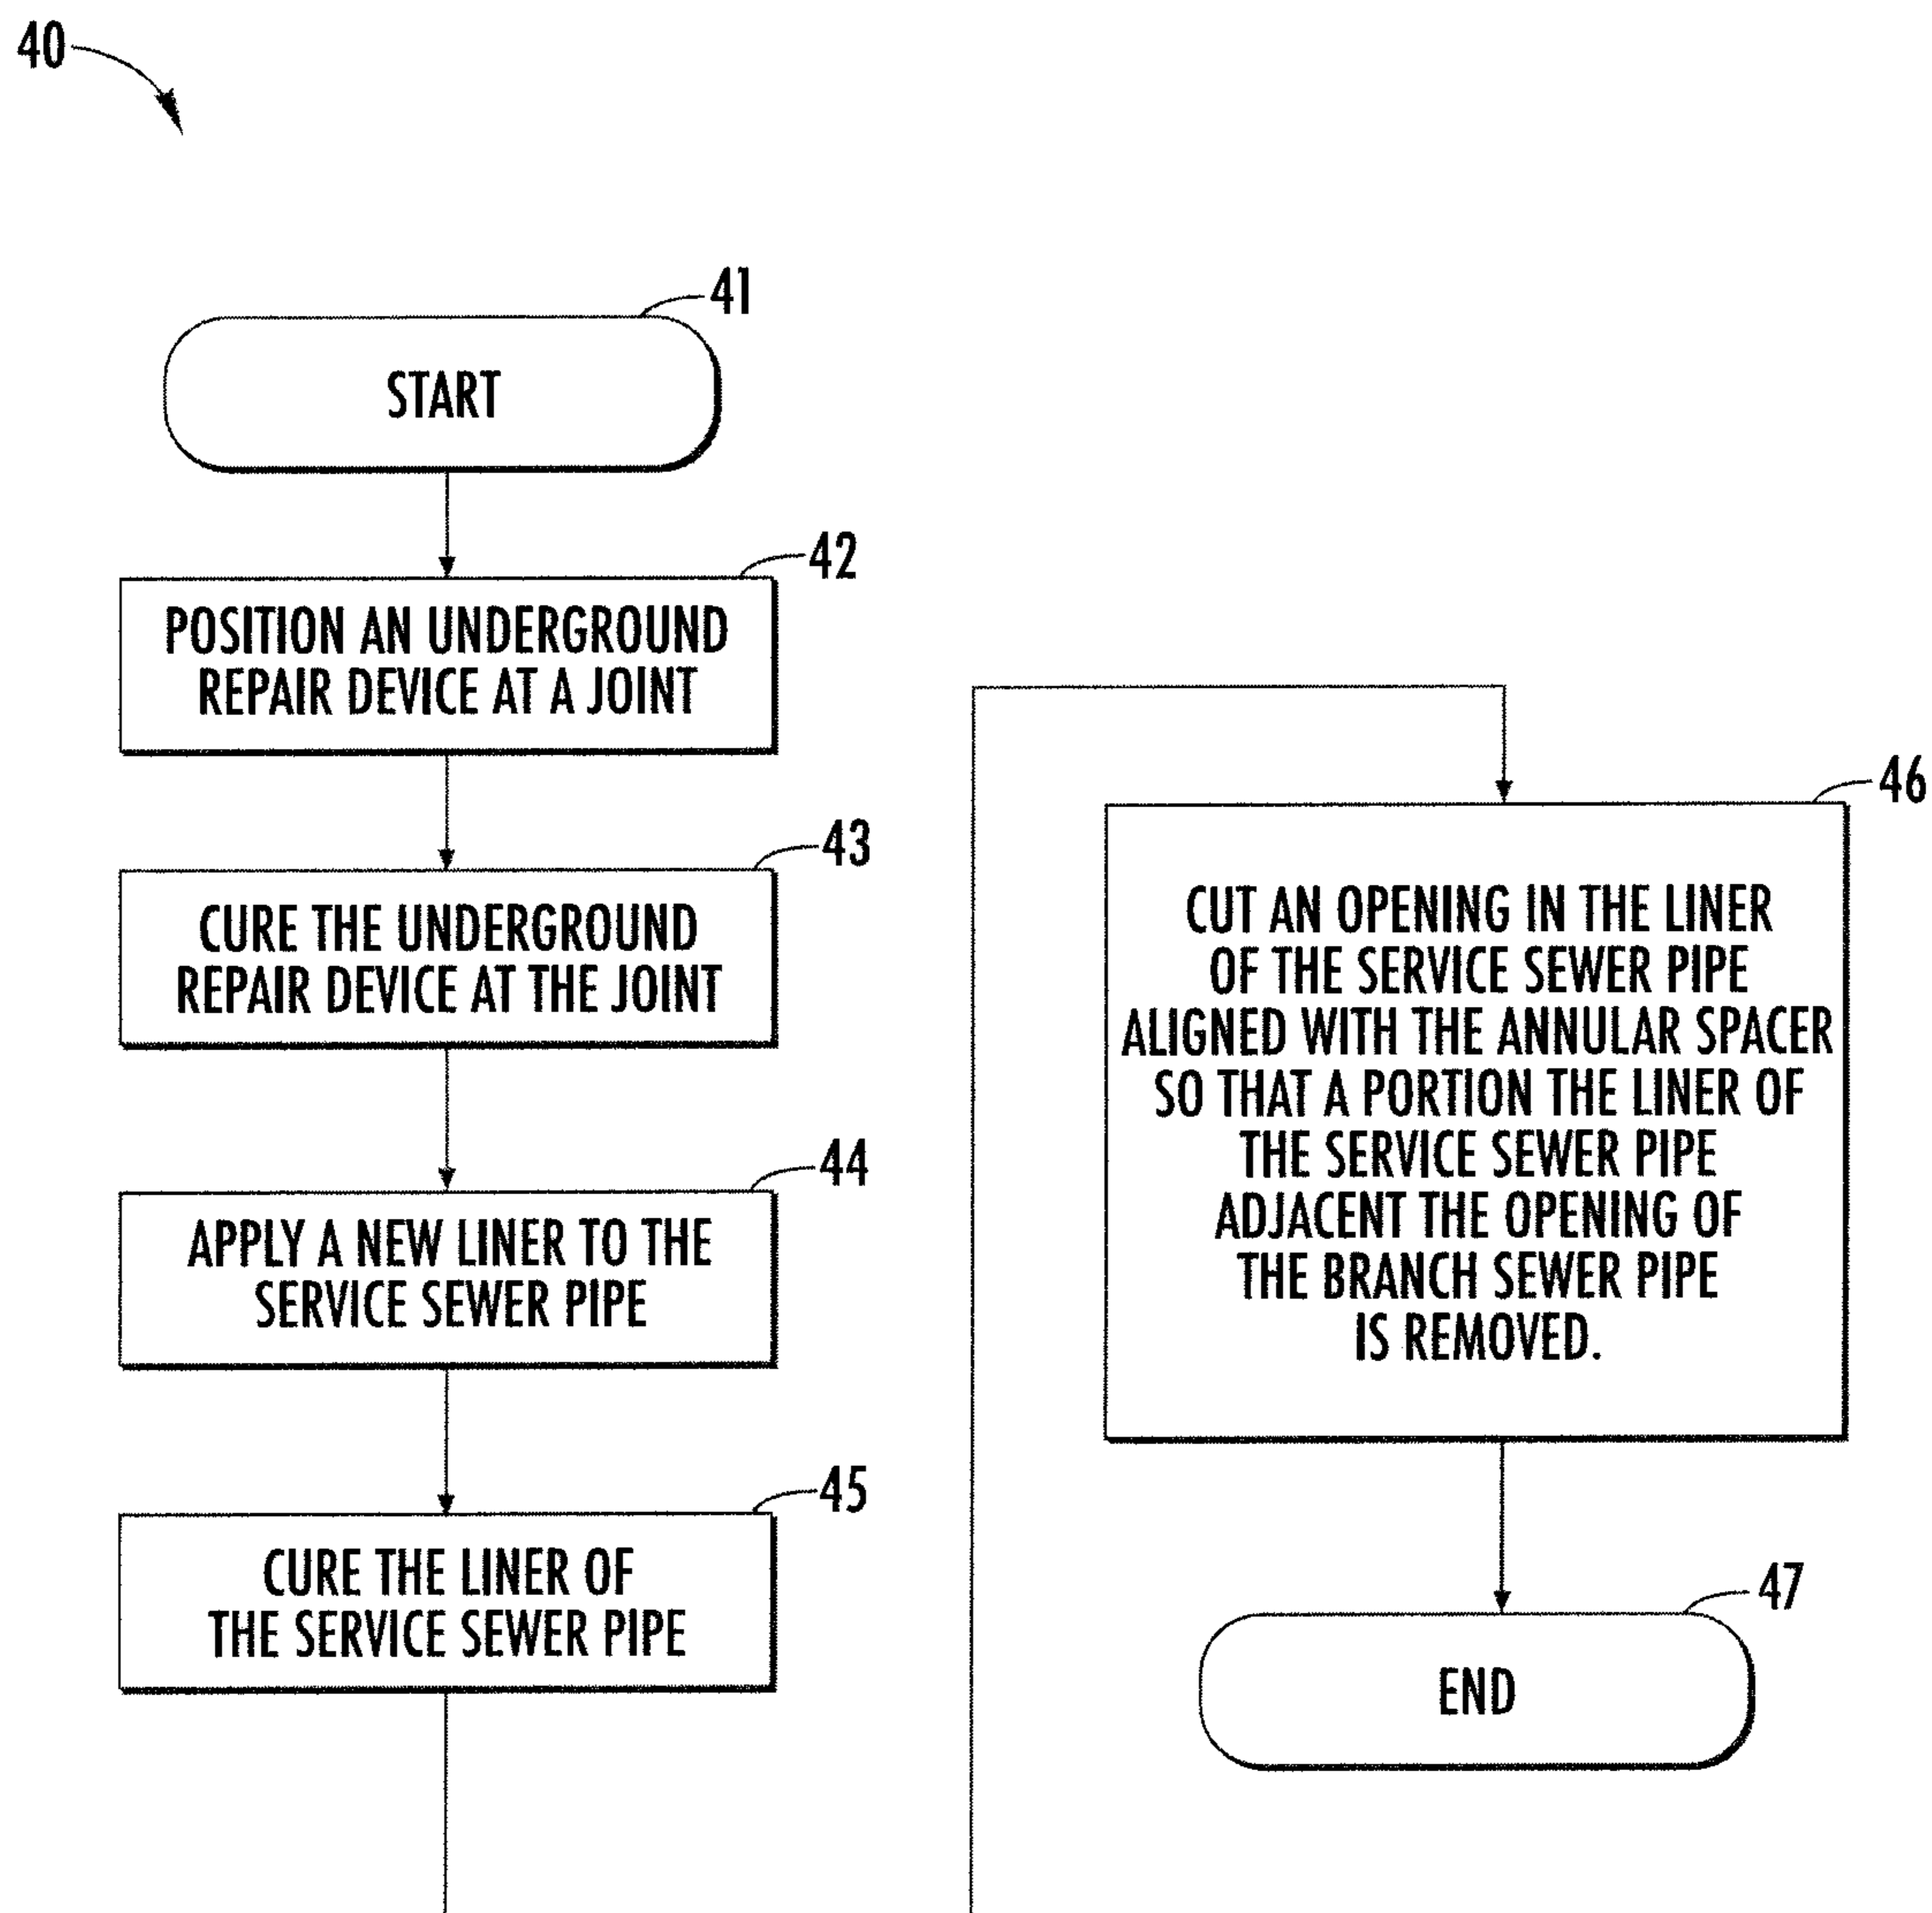 40
41
START
42
POSITION AN UNDERGROUND
REPAIR DEVICE AT A JOINT
43
CURE THE UNDERGROUND
REPAIR DEVICE AT THE JOINT
44
APPLY A NEW LINER TO THE
SERVICE SEWER PIPE
45
CURE THE LINER OF
THE SERVICE SEWER PIPE
46
CUT AN OPENING IN THE LINER
OF THE SERVICE SEWER PIPE
ALIGNED WITH THE ANNULAR SPACER
SO THAT A PORTION THE LINER OF
THE SERVICE SEWER PIPE
ADJACENT THE OPENING OF
THE BRANCH SEWER PIPE
IS REMOVED.
47
END